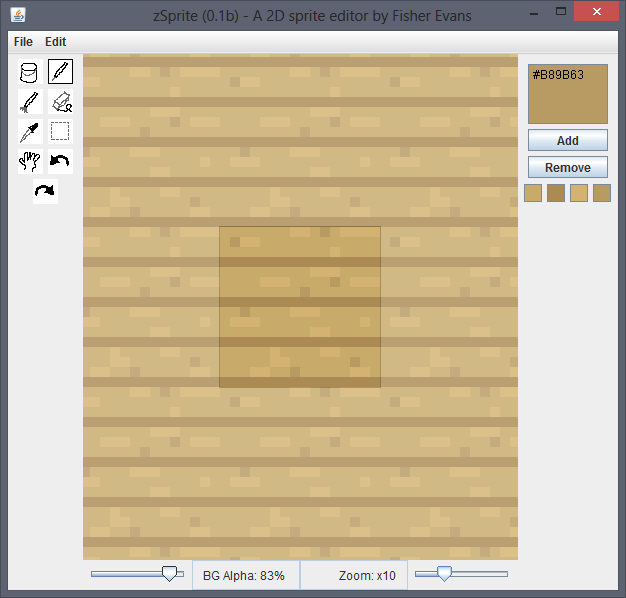 zSprite (0.1b) - A 2D sprite editor by Fisher Evans
File Edit
#B89B63
Add
Remove
BG Alpha: 83% Zoom: x10